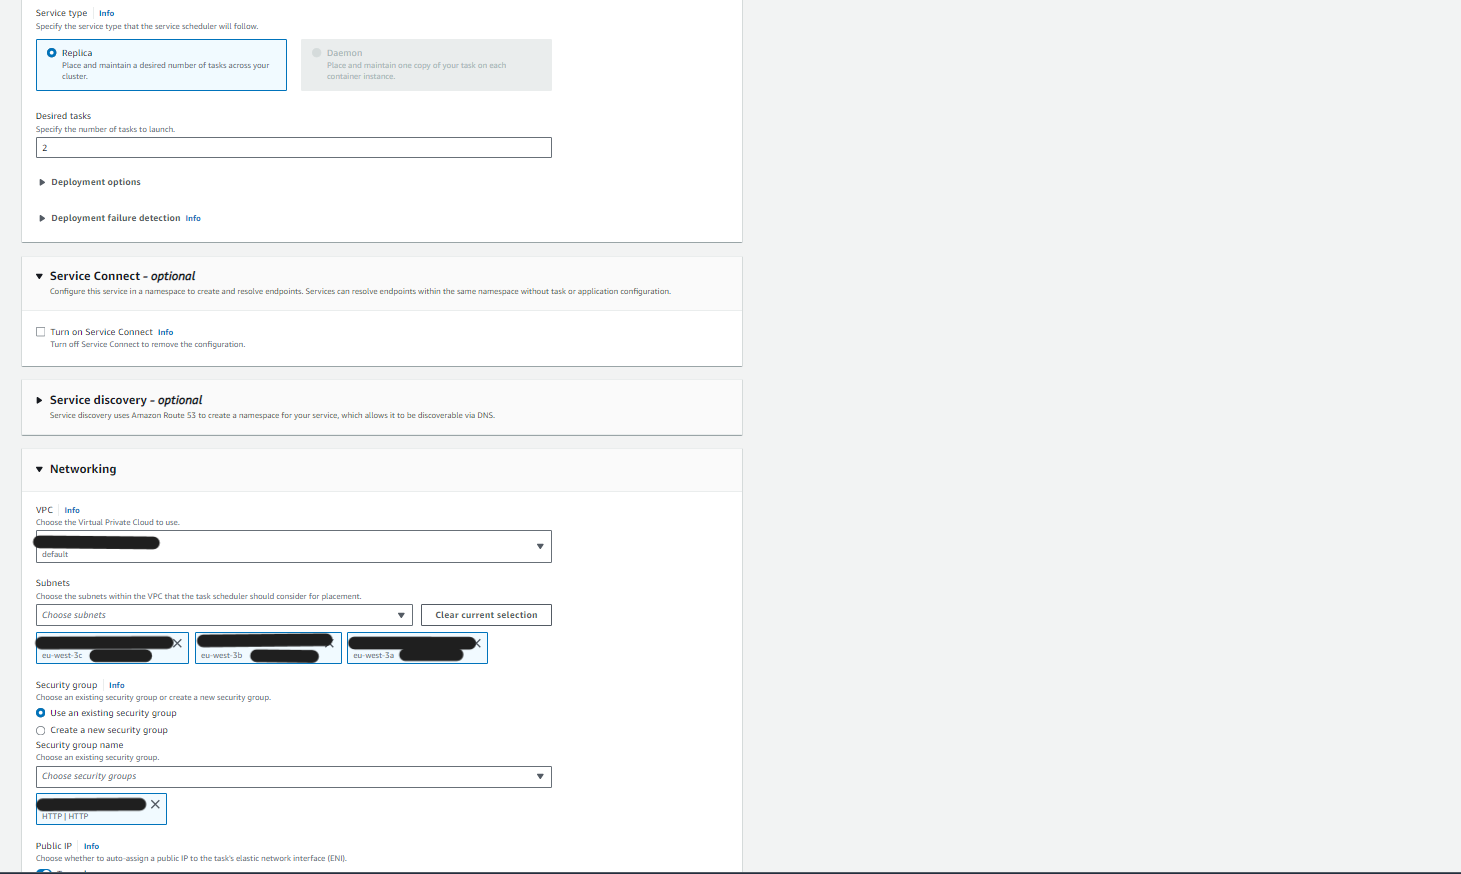 Service type Info
Specify the service type that the service scheduler will follow.
Replica
Place and maintain a desired number of tasks across your
cluster.
Daemon
Place and maintain one copy of your task on each
container instance.
Desired tasks
Specify the number of tasks to launch.
2
Deployment options
Deployment failure detection Info
Service Connect - optional
Configure this service in a namespace to create and resolve endpoints. Services can resolve endpoints within the same namespace without task or application configuration.
Turn on Service Connect Info
Turn off Service Connect to remove the configuration.
Service discovery - optional
Service discovery uses Amazon Route 53 to create a namespace for your service, which allows it to be discoverable via DNS.
Networking
VPC Info
Choose the Virtual Private Cloud to use.
default
Subnets
Choose the subnets within the VPC that the task scheduler should consider for placement.
Choose subnets
Clear current selection
eu-west-3c
eu-west-3b
eu-west-3a
Security group Info
Choose an existing security group or create a new security group.
Use an existing security group
Create a new security group
Security group name
Choose an existing security group.
Choose security groups
HTTP | HTTP
Public IP Info
Choose whether to auto-assign a public IP to the task's elastic network interface (ENI).